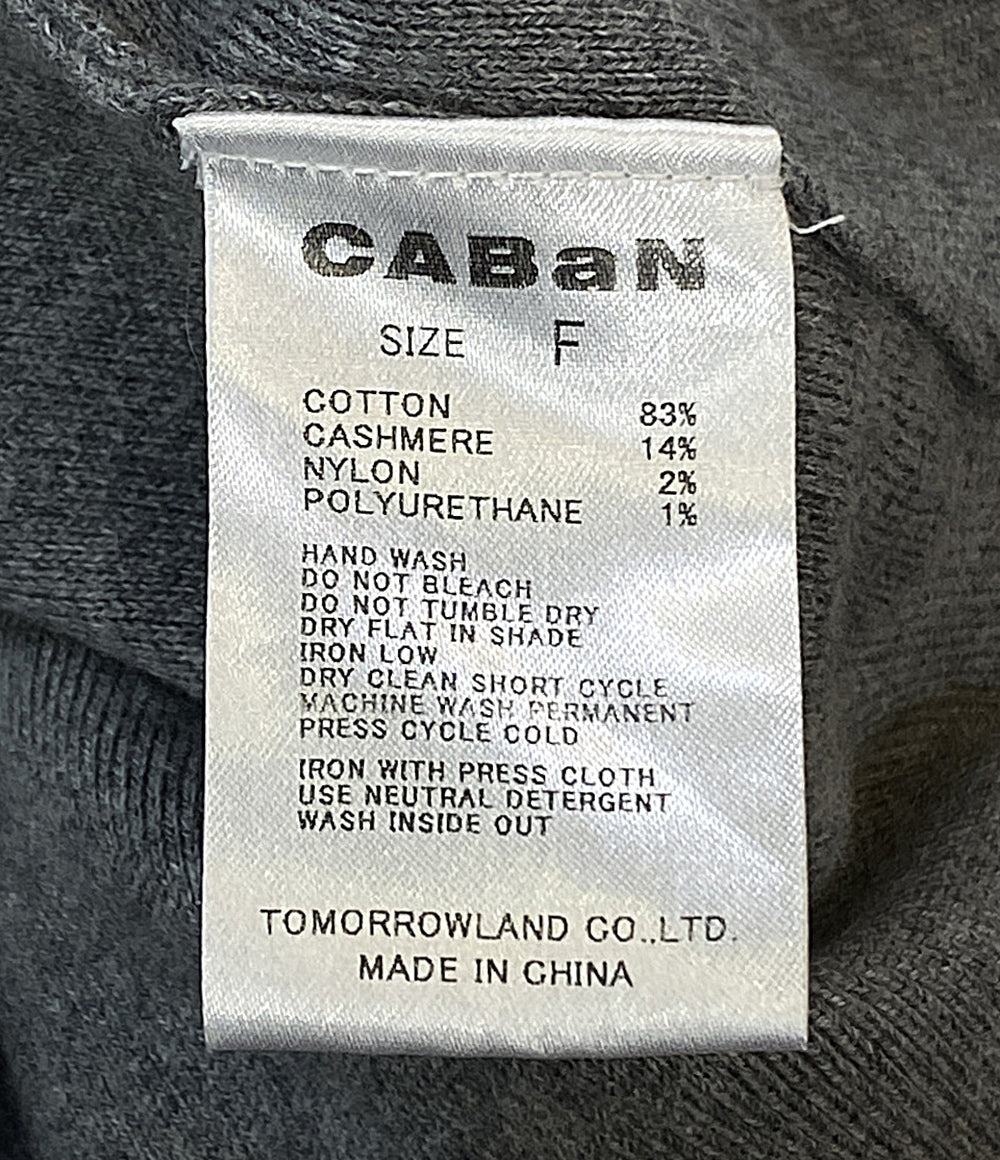 CABaN
SIZE F
COTTON 83%
CASHMERE 14%
NYLON 2%
POLYURETHANE 1%
HAND WASH
DO NOT BLEACH
DO NOT TUMBLE DRY
DRY FLAT IN SHADE
IRON LOW
DRY CLEAN SHORT CYCLE
MACHINE WASH PERMANENT
PRESS CYCLE COLD
IRON WITH PRESS CLOTH
USE NEUTRAL DETERGENT
WASH INSIDE OUT
TOMORROWLAND CO.,LTD.
MADE IN CHINA